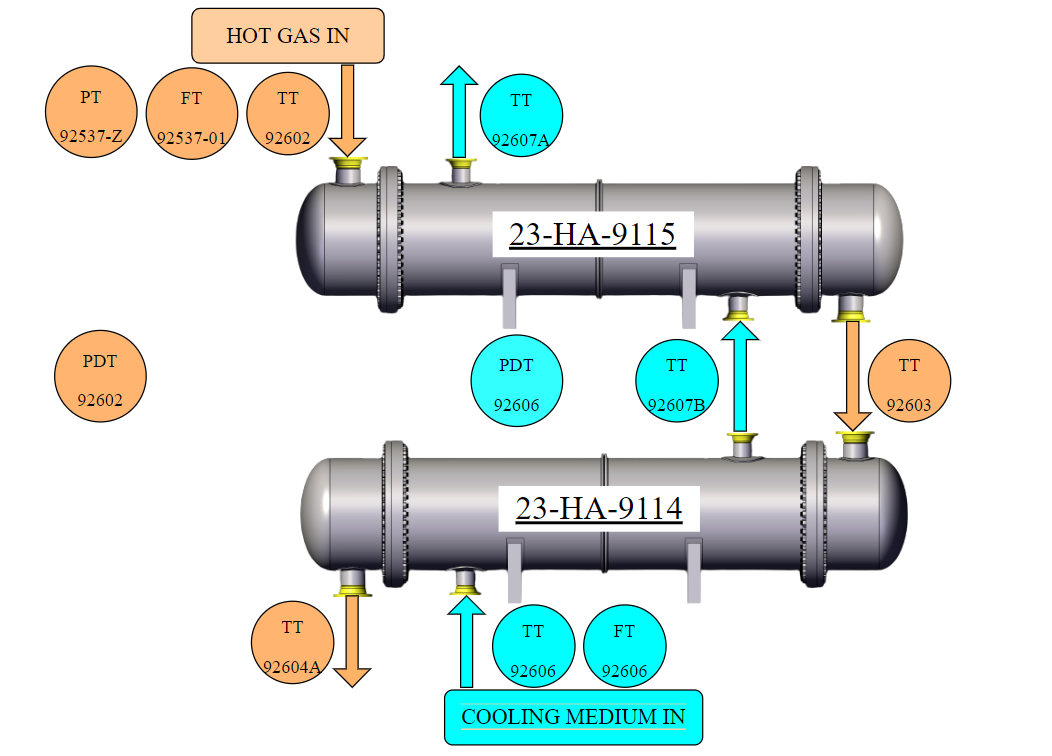 HOT GAS IN
PT
92537-Z
FT
92537-01
TT
92602
TT
92607A
23-HA-9115
PDT
92602
PDT
92606
TT
92607B
TT
92603
23-HA-9114
TT
92604A
TT
92606
FT
92606
COOLING MEDIUM IN